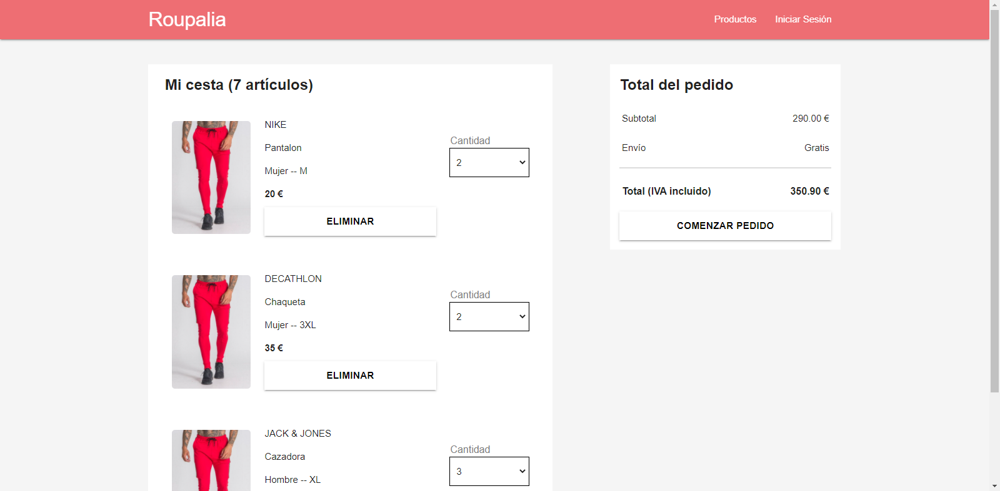 Roupalia
Productos
Iniciar Sesión
Mi cesta (7 artículos)
NIKE
Pantalon
Mujer -- M
20 €
ELIMINAR
Cantidad
2
DECATHLON
Chaqueta
Mujer -- 3XL
35 €
ELIMINAR
Cantidad
2
JACK & JONES
Cazadora
Hombre -- XL
Cantidad
3
Total del pedido
Subtotal 290.00 €
Envío Gratis
Total (IVA incluido) 350.90 €
COMENZAR PEDIDO